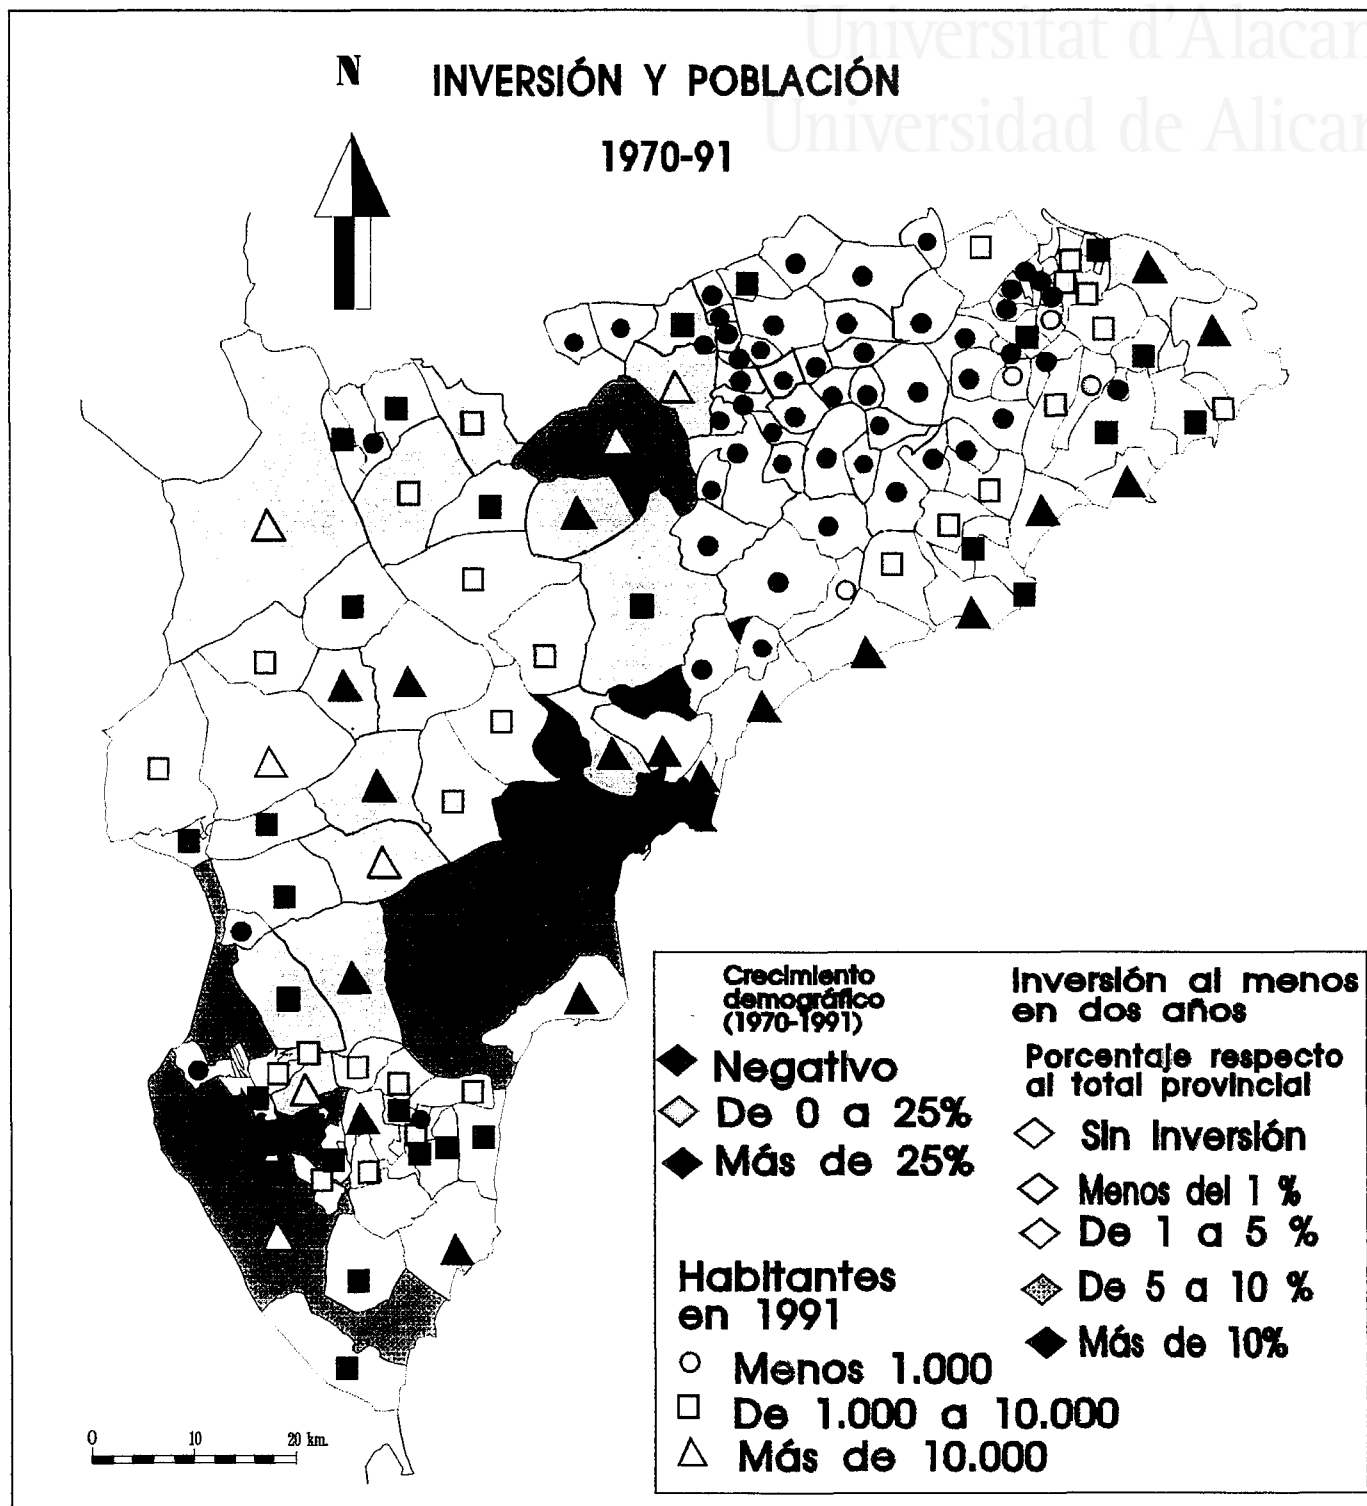 Universitat d'Alacan
Universidad de Alican
N
INVERSIÓN Y POBLACIÓN
1970-91
Crecimiento
demográfico
(1970-1991)
Negativo
De 0 a 25%
Más de 25%
Habitantes
en 1991
Menos 1.000
De 1.000 a 10.000
Más de 10.000
Inversión al menos
en dos años
Porcentaje respecto
al total provincial
Sin Inversión
Menos del 1 %
De 1 a 5 %
De 5 a 10 %
Más de 10%
0 10 20 km.